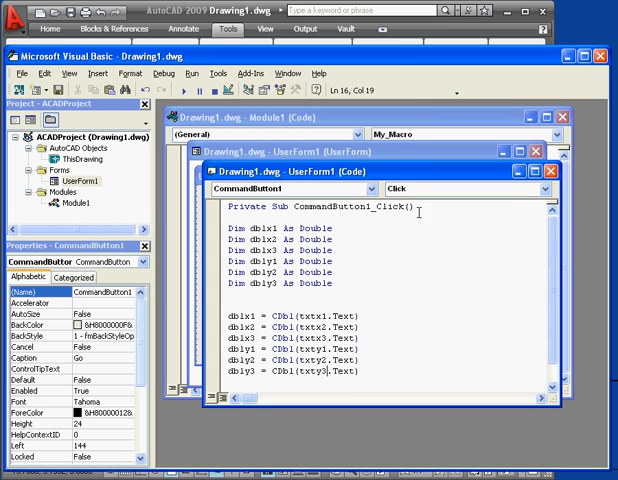 AutoCAD 2009 Drawing1.dwg
Type a keyword or phrase
Home Blocks & References Annotate Tools Output Vault
Microsoft Visual Basic - Drawing1.dwg
File Edit View Insert Format Debug Run Tools Add-Ins Window Help
Ln 16, Col 19
Project - ACADProject
ACADProject (Drawing1.dwg)
AutoCAD Objects
ThisDrawing
Forms
UserForm1
Modules
Module1
Properties - CommandButton1
CommandButtor CommandButton
Alphabetic Categorized
(Name) CommandButton1
Accelerator
AutoSize False
BackColor &H8000000F&
BackStyle 1 - fmBackStyleOp
Cancel False
Caption Go
ControlTipText
Default False
Enabled True
Font Tahoma
ForeColor &H80000012&
Height 24
HelpContextID 0
Left 144
Locked False
Drawing1.dwg - Module1 (Code)
(General) My_Macro
Drawing1.dwg - UserForm1 (UserForm)
Drawing1.dwg - UserForm1 (Code)
CommandButton1 Click
Private Sub CommandButton1_Click()
Dim dblx1 As Double
Dim dblx2 As Double
Dim dblx3 As Double
Dim dbly1 As Double
Dim dbly2 As Double
Dim dbly3 As Double
dblx1 = CDbl(txtx1.Text)
dblx2 = CDbl(txtx2.Text)
dblx3 = CDbl(txtx3.Text)
dbly1 = CDbl(txty1.Text)
dbly2 = CDbl(txty2.Text)
dbly3 = CDbl(txty3.Text)